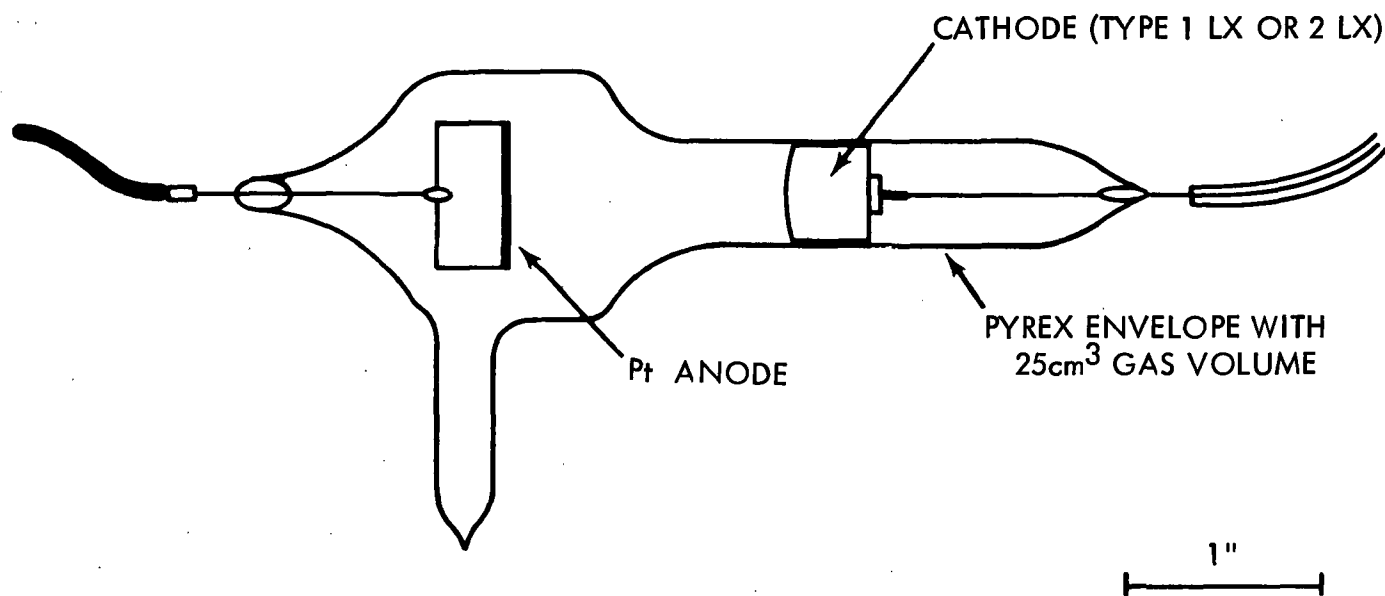 CATHODE (TYPE 1 LX OR 2 LX)
Pt ANODE
PYREX ENVELOPE WITH
25cm³ GAS VOLUME
1"